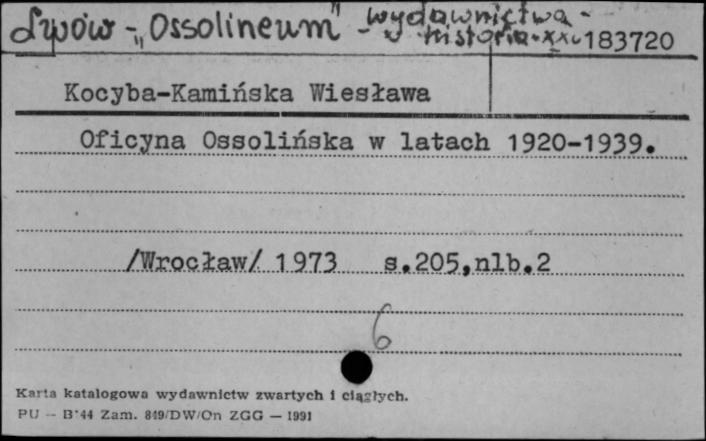 Lwów - „Ossolineum” - wydawnictwa -
historia - XXw 183720
Kocyba-Kamińska Wiesława
Oficyna Ossolińska w latach 1920-1939.
/Wrocław/ 1973 s.205,nlb.2
6
Karta katalogowa wydawnictw zwartych i ciągłych.
PU — B-44 Zam. 849/DW/On ZGG — 1991